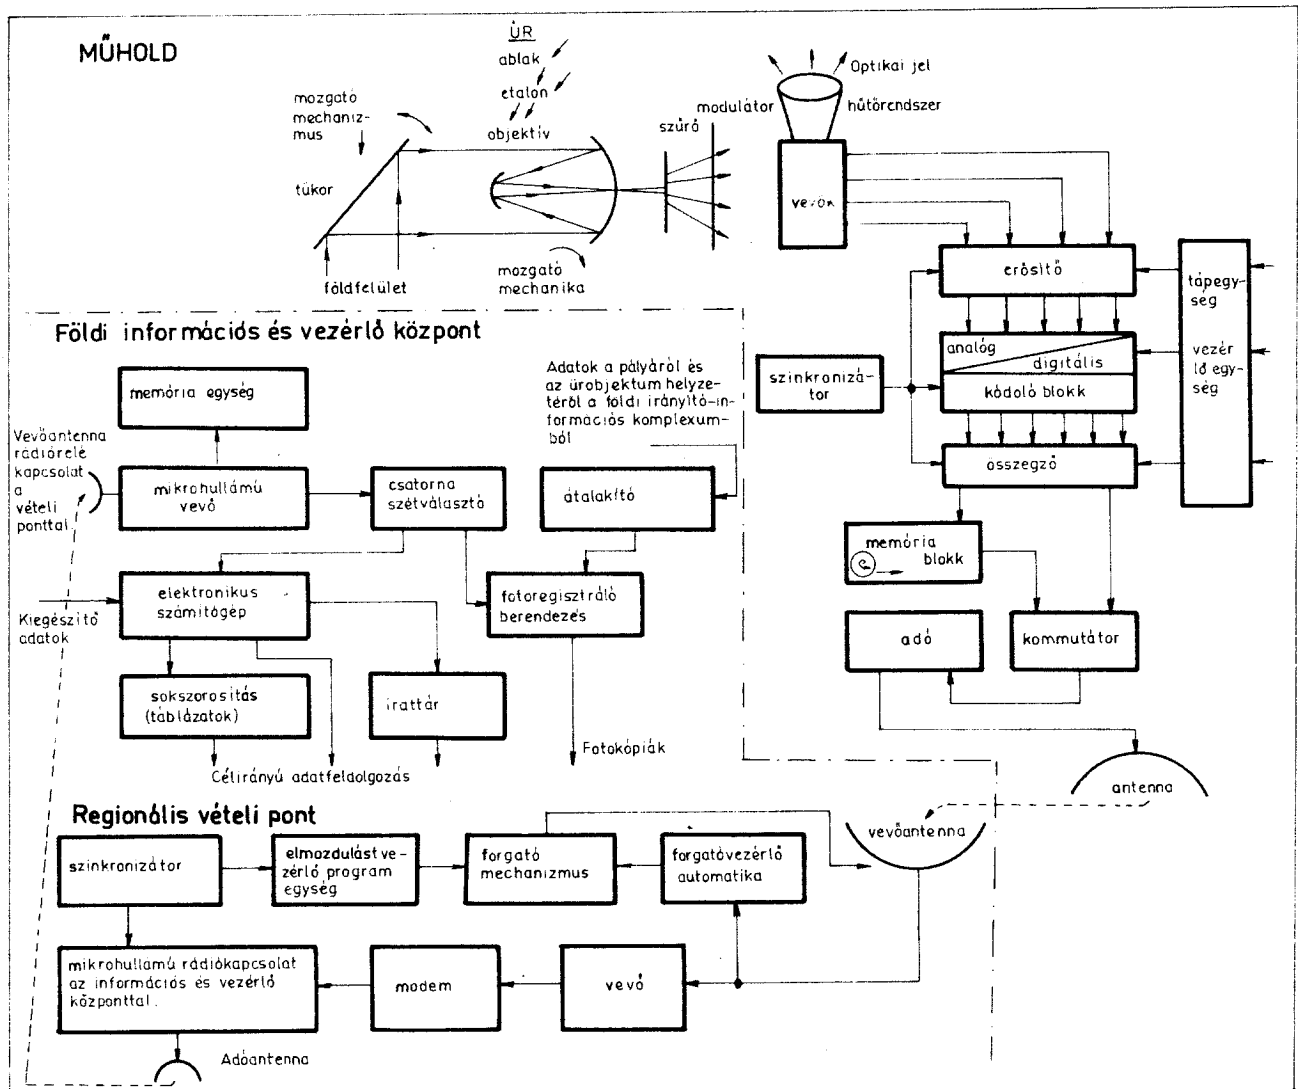 MŰHOLD
ŰR
ablak
etalon
objektív
mozgató
mechaniz-
mus
tükor
földfelület
mozgató
mechanika
szűrő
modulátor
Optikai jel
hűtőrendszer
vevők
erősítő
analóg
digitális
kódoló blokk
összegző
szinkronizá-
tor
tápegy-
ség
vezér
lő egy-
ség
memória
blokk
adó
kommutátor
antenna
Földi információs és vezérlő központ
memória egység
Vevőantenna
rádiórelé
kapcsolat
a
vételi
ponttal.
mikrohullámú
vevő
csatorna
szétválasztó
Adatok a pályáról és
az űrobjektum helyze-
téről a földi irányító-in-
formációs komplexum-
ból
átalakító
elektronikus
számítógép
Kiegészítő
adatok
fotoregisztráló
berendezés
sokszorosítás
(táblázatok)
irattár
Fotokópiák
Célirányú adatfeldolgozás
Regionális vételi pont
vevőantenna
szinkronizátor
elmozdulást ve-
zérlő program
egység
forgató
mechanizmus
forgatóvezérlő
automatika
mikrohullámú rádiókapcsolat
az információs és vezérlő
központtal.
modem
vevő
Adóantenna